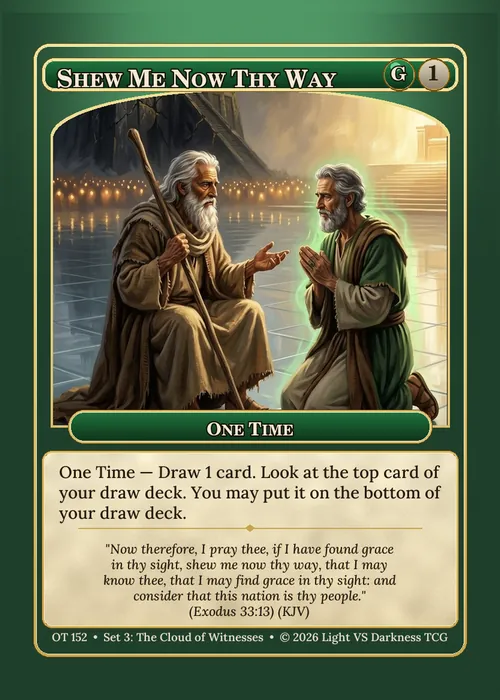 Shew Me Now Thy Way
G 1
One Time
One Time — Draw 1 card. Look at the top card of
your draw deck. You may put it on the bottom of
your draw deck.
"Now therefore, I pray thee, if I have found grace
in thy sight, shew me now thy way, that I may
know thee, that I may find grace in thy sight: and
consider that this nation is thy people."
(Exodus 33:13) (KJV)
OT 152 • Set 3: The Cloud of Witnesses • © 2026 Light VS Darkness TCG